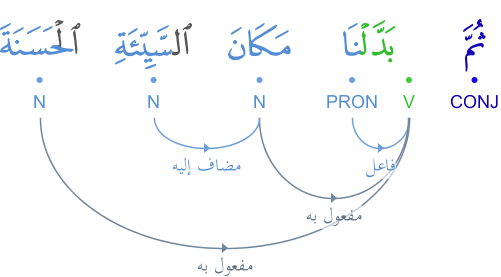 ثُمَّ بَدَّلْنَا مَكَانَ ٱلسَّيِّئَةِ ٱلْحَسَنَةَ
CONJ V PRON N N N
فاعل
مضاف إليه
مفعول به
مفعول به